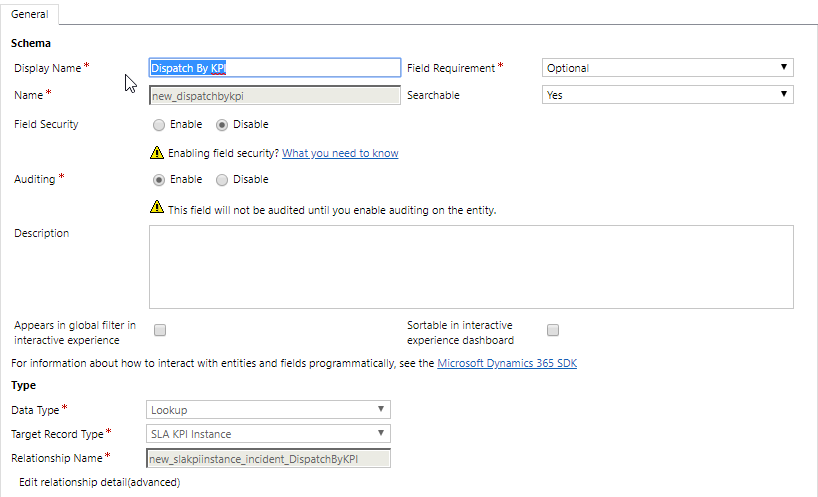 General
Schema
Display Name * Dispatch By KPI Field Requirement * Optional
Name * new_dispatchbykpi Searchable Yes
Field Security Enable Disable
Enabling field security? What you need to know
Auditing * Enable Disable
This field will not be audited until you enable auditing on the entity.
Description
Appears in global filter in Sortable in interactive
interactive experience experience dashboard
For information about how to interact with entities and fields programmatically, see the Microsoft Dynamics 365 SDK
Type
Data Type * Lookup
Target Record Type * SLA KPI Instance
Relationship Name * new_slakpiinstance_incident_DispatchByKPI
Edit relationship detail(advanced)